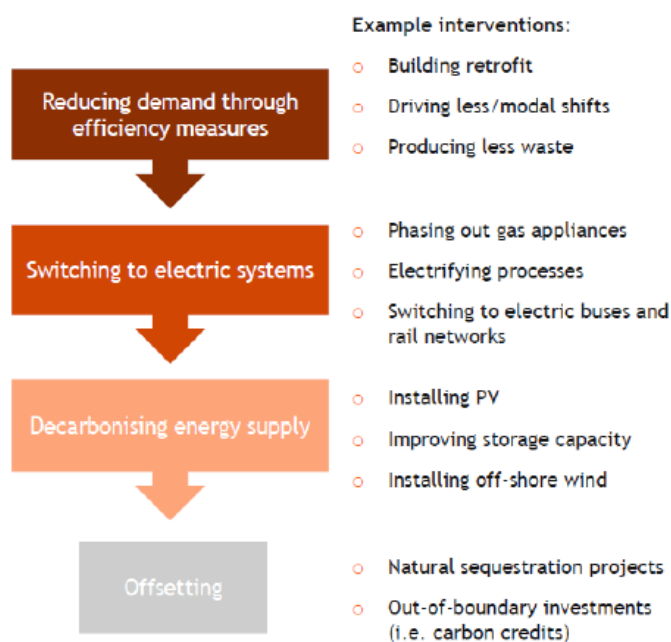 Example interventions:
Reducing demand through
efficiency measures
○ Building retrofit
○ Driving less/modal shifts
○ Producing less waste
Switching to electric systems
○ Phasing out gas appliances
○ Electrifying processes
○ Switching to electric buses and
rail networks
Decarbonising energy supply
○ Installing PV
○ Improving storage capacity
○ Installing off-shore wind
Offsetting
○ Natural sequestration projects
○ Out-of-boundary investments
(i.e. carbon credits)